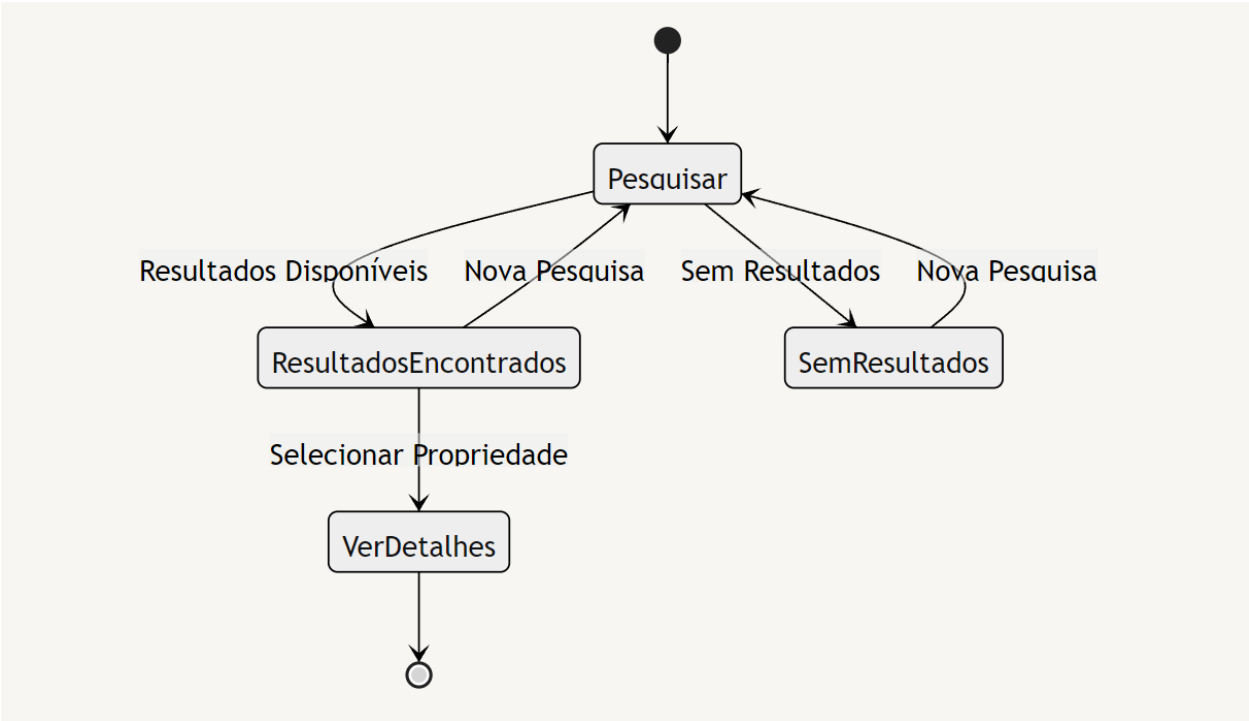 Pesquisar
Resultados Disponíveis
Nova Pesquisa
Sem Resultados
Nova Pesquisa
ResultadosEncontrados
SemResultados
Selecionar Propriedade
VerDetalhes